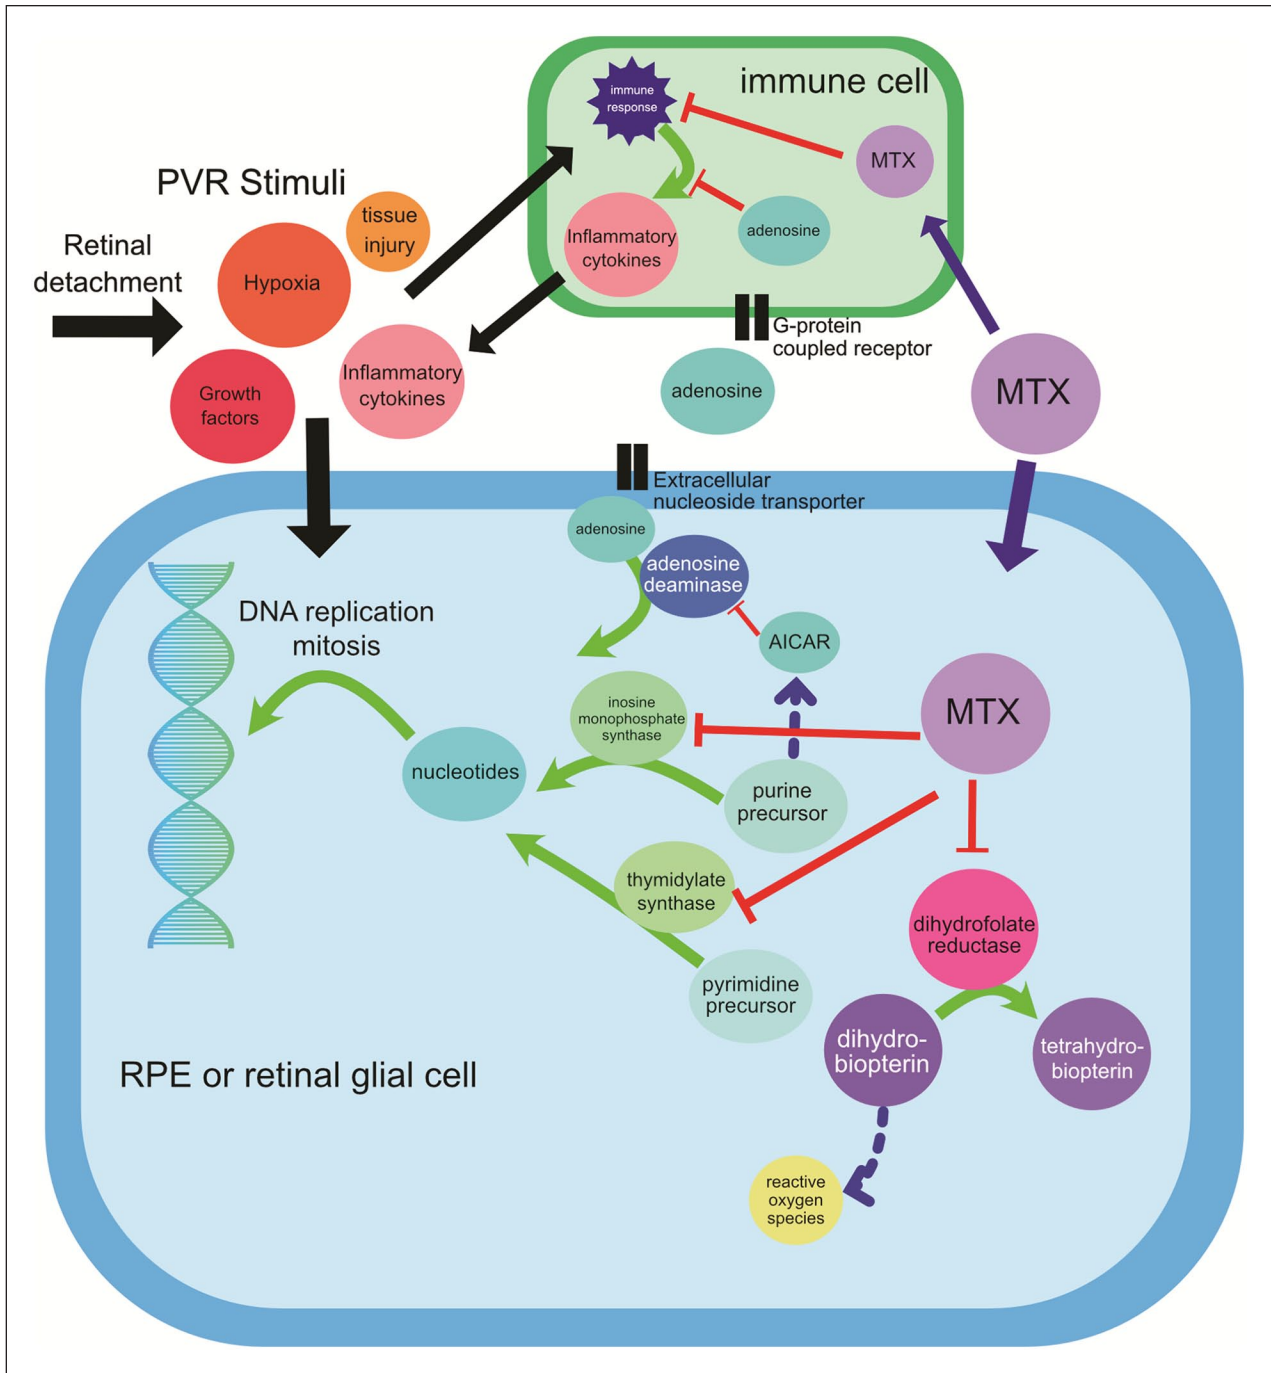 immune cell
immune
response
MTX
PVR Stimuli
tissue
injury
Inflammatory
cytokines
adenosine
Retinal
detachment
Hypoxia
G-protein
coupled receptor
Inflammatory
cytokines
Growth
factors
adenosine
MTX
Extracellular
nucleoside transporter
adenosine
adenosine
deaminase
DNA replication
mitosis
AICAR
inosine
monophosphate
synthase
MTX
nucleotides
purine
precursor
thymidylate
synthase
dihydrofolate
reductase
pyrimidine
precursor
dihydro-
biopterin
tetrahydro-
biopterin
RPE or retinal glial cell
reactive
oxygen
species